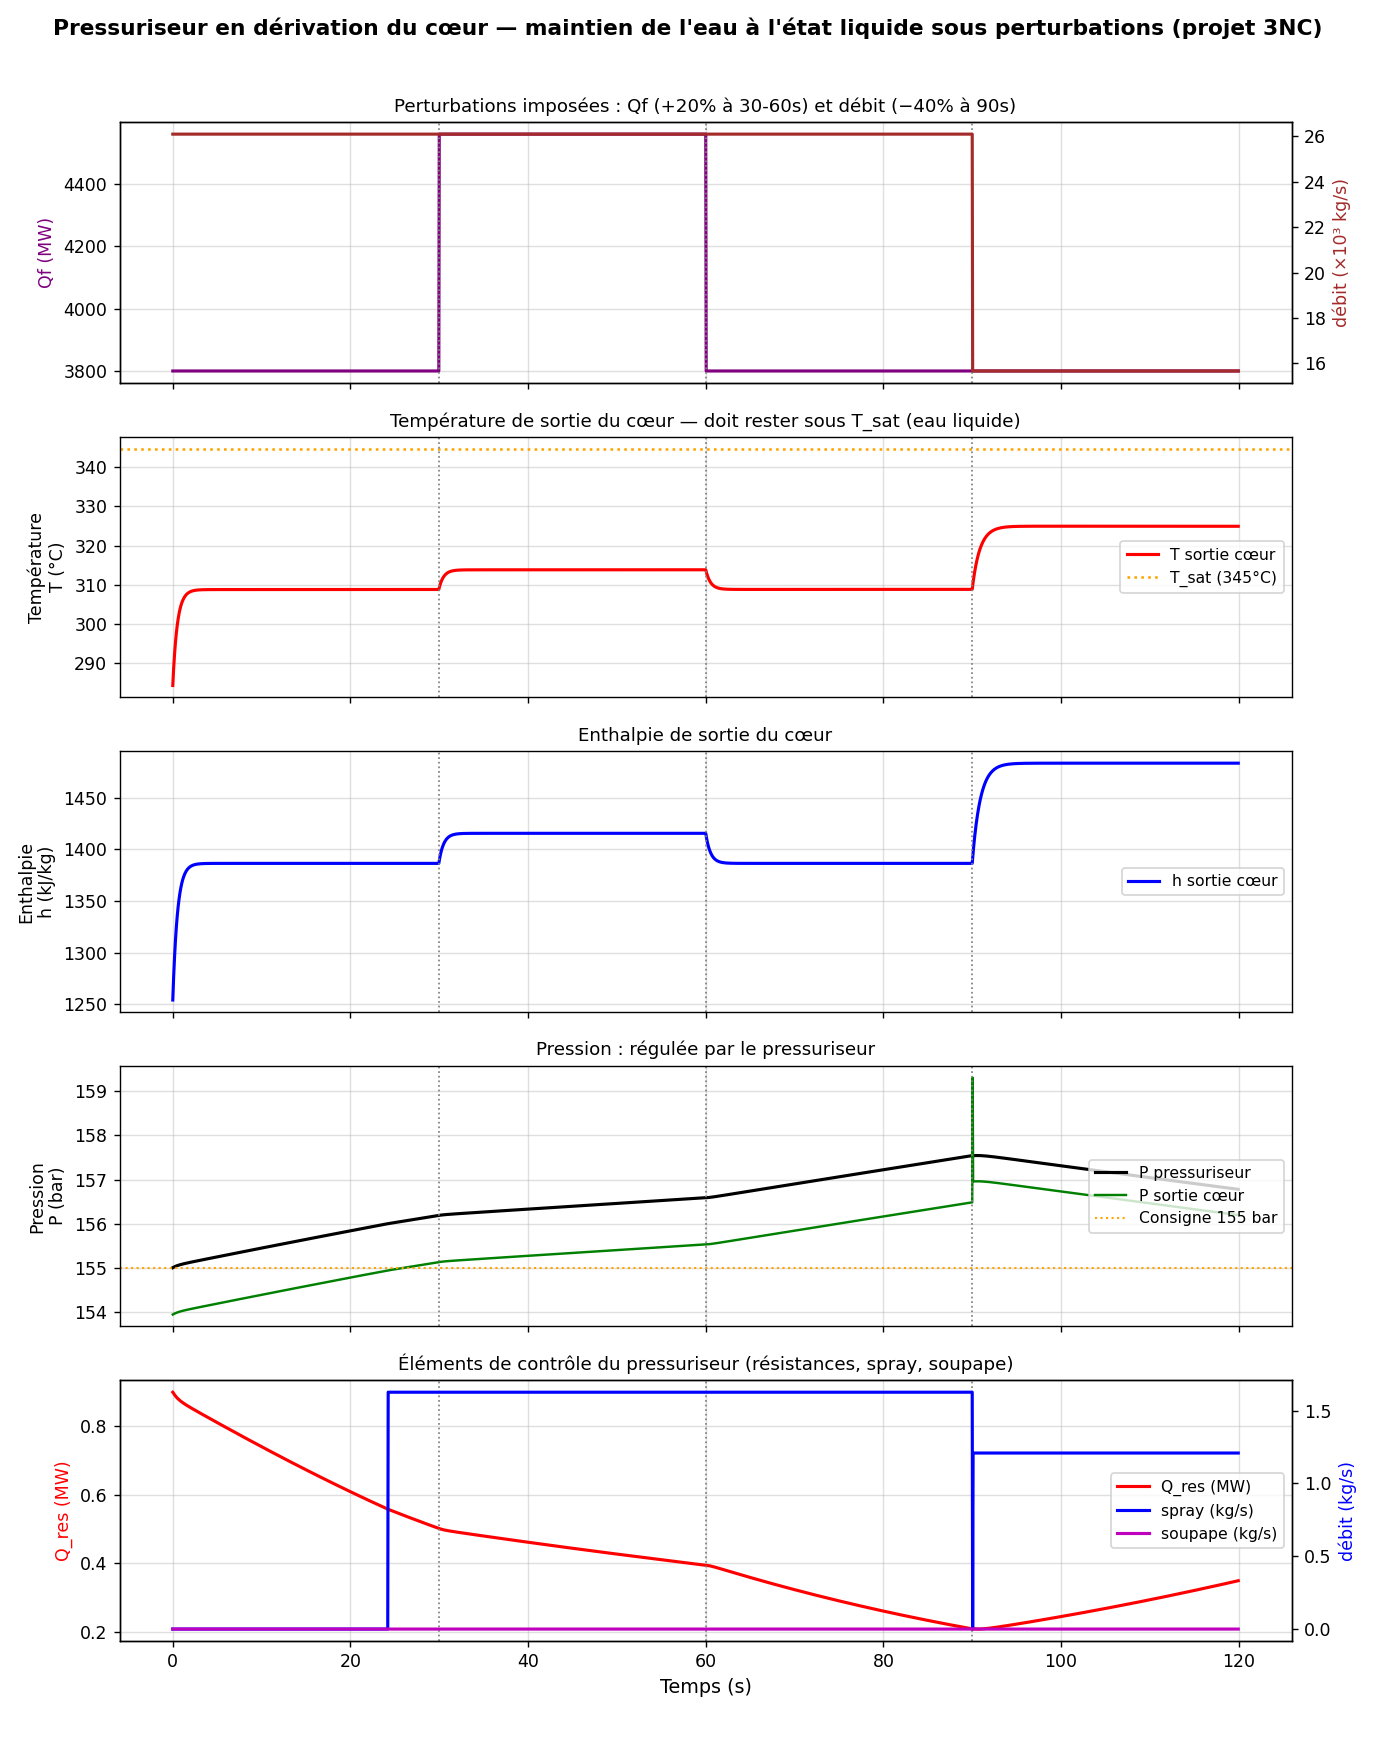 Pressuriseur en dérivation du cœur — maintien de l'eau à l'état liquide sous perturbations (projet 3NC)
Perturbations imposées : Qf (+20% à 30-60s) et débit (−40% à 90s)
Qf (MW)
4400
4200
4000
3800
26
24
22
20
18
16
débit (×10³ kg/s)
Température de sortie du cœur — doit rester sous T_sat (eau liquide)
Température
T (°C)
340
330
320
310
300
290
T sortie cœur
T_sat (345°C)
Enthalpie de sortie du cœur
Enthalpie
h (kJ/kg)
1450
1400
1350
1300
1250
h sortie cœur
Pression : régulée par le pressuriseur
Pression
P (bar)
159
158
157
156
155
154
P pressuriseur
P sortie cœur
Consigne 155 bar
Éléments de contrôle du pressuriseur (résistances, spray, soupape)
Q_res (MW)
0.8
0.6
0.4
0.2
1.5
1.0
0.5
0.0
débit (kg/s)
Q_res (MW)
spray (kg/s)
soupape (kg/s)
0 20 40 60 80 100 120
Temps (s)